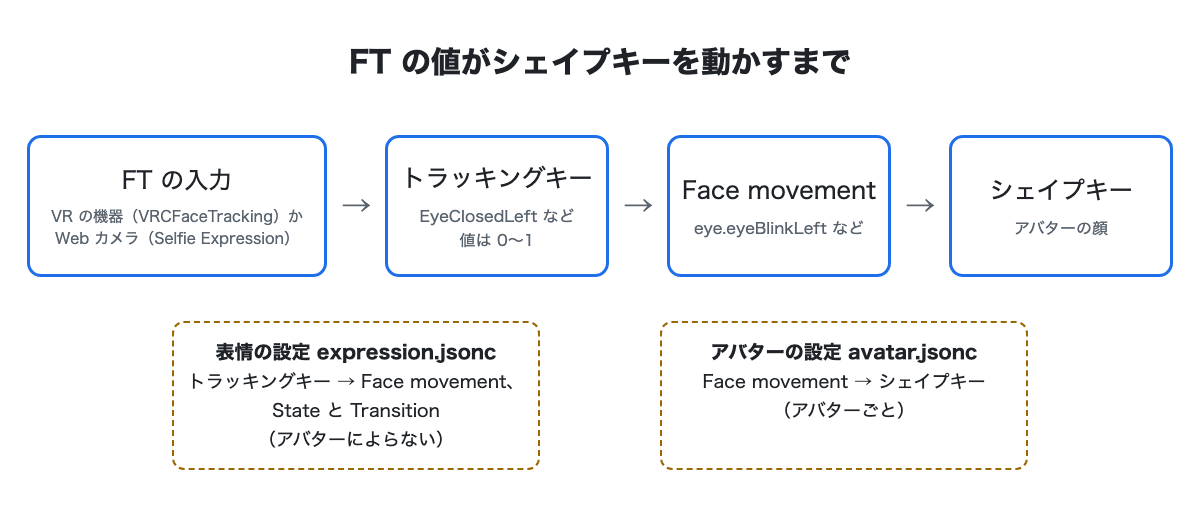 FT の値がシェイプキーを動かすまで
FT の入力
VR の機器（VRCFaceTracking）か
Web カメラ（Selfie Expression）
→
トラッキングキー
EyeClosedLeft など
値は 0〜1
→
Face movement
eye.eyeBlinkLeft など
→
シェイプキー
アバターの顔
表情の設定 expression.jsonc
トラッキングキー → Face movement、
State と Transition
（アバターによらない）
アバターの設定 avatar.jsonc
Face movement → シェイプキー
（アバターごと）